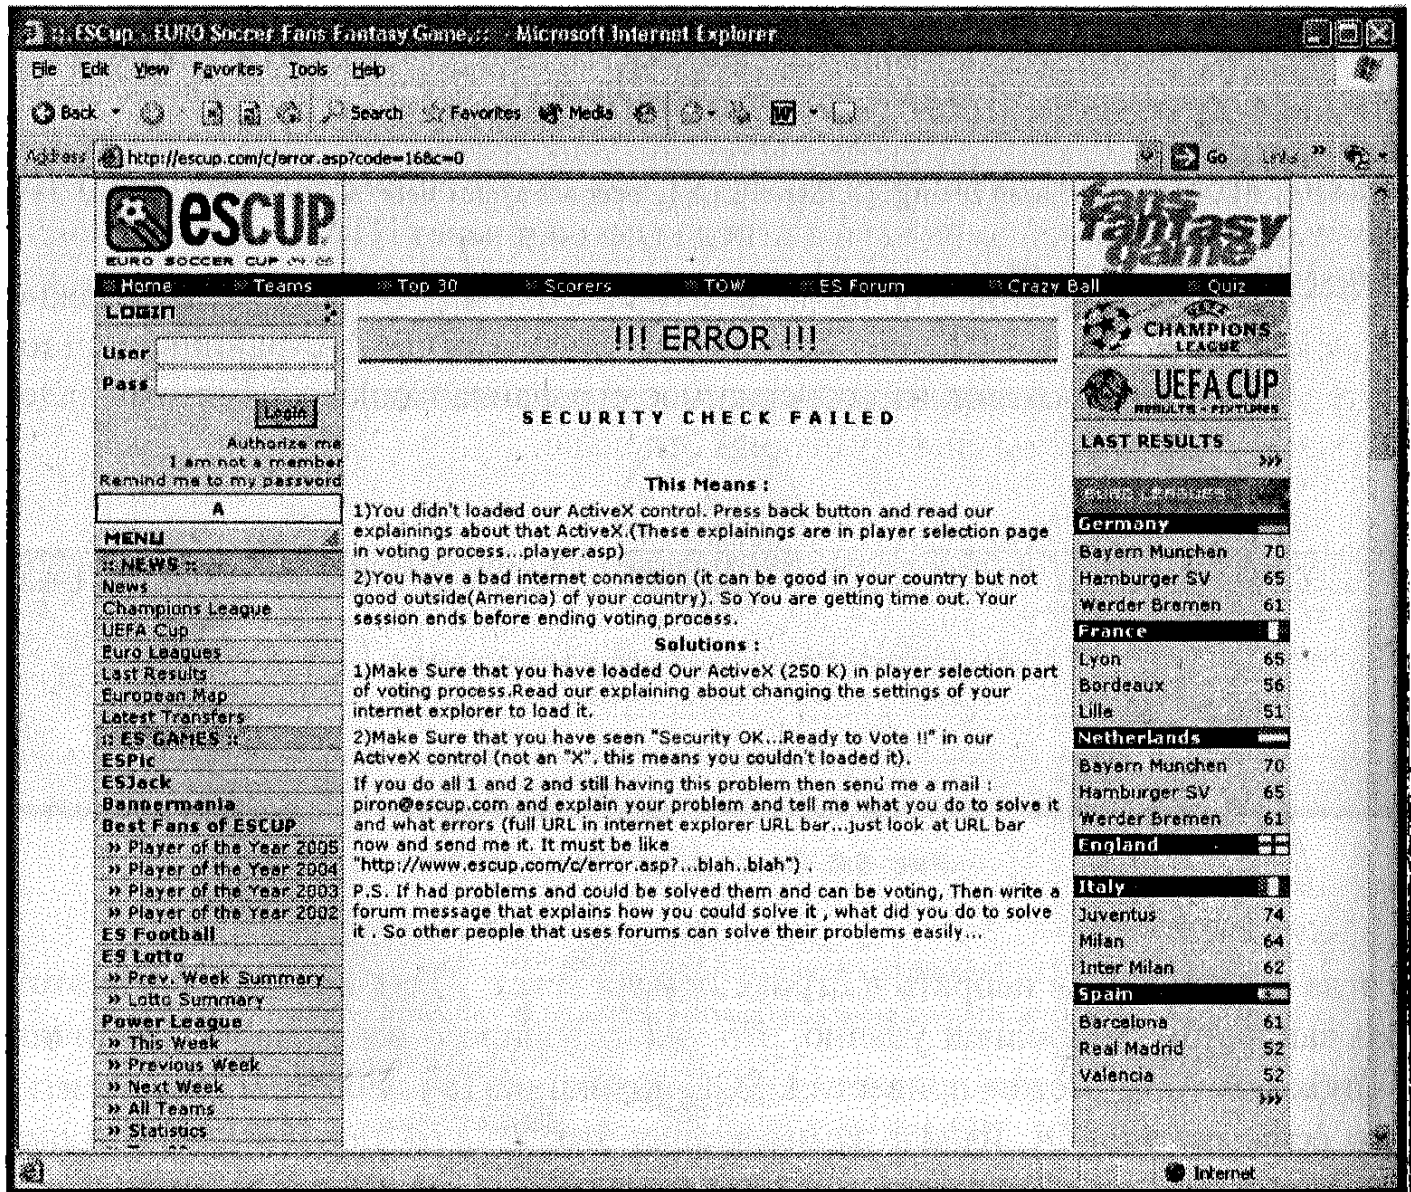 ::.ESCup - EURO Soccer Fans Fantasy Game.:: - Microsoft Internet Explorer
File Edit View Favorites Tools Help
Back Search Favorites Media
Address http://escup.com/c/error.asp?code=16&c=0 Go Links »
escup
EURO SOCCER CUP
fans fantasy game
Home Teams Top 30 Scorers TOW ES Forum Crazy Ball Quiz
LOGIN
User
Pass
Login
Authorize me
I am not a member
Remind me to my password
A
MENU
:: NEWS ::
News
Champions League
UEFA Cup
Euro Leagues
Last Results
European Map
Latest Transfers
:: ES GAMES ::
ESPic
ESJack
Bannermania
Best Fans of ESCUP
» Player of the Year 2005
» Player of the Year 2004
» Player of the Year 2003
» Player of the Year 2002
ES Football
ES Lotto
» Prev. Week Summary
» Lotto Summary
Power League
» This Week
» Previous Week
» Next Week
» All Teams
» Statistics
!!! ERROR !!!
SECURITY CHECK FAILED
This Means :
1)You didn't loaded our ActiveX control. Press back button and read our
explainings about that ActiveX.(These explainings are in player selection page
in voting process...player.asp)
2)You have a bad internet connection (it can be good in your country but not
good outside(America) of your country). So You are getting time out. Your
session ends before ending voting process.
Solutions :
1)Make Sure that you have loaded Our ActiveX (250 K) in player selection part
of voting process.Read our explaining about changing the settings of your
internet explorer to load it.
2)Make Sure that you have seen "Security OK...Ready to Vote !!" in our
ActiveX control (not an "X". this means you couldn't loaded it).
If you do all 1 and 2 and still having this problem then send me a mail :
piron@escup.com and explain your problem and tell me what you do to solve it
and what errors (full URL in internet explorer URL bar...just look at URL bar
now and send me it. It must be like
"http://www.escup.com/c/error.asp?...blah..blah") .
P.S. If had problems and could be solved them and can be voting, Then write a
forum message that explains how you could solve it , what did you do to solve
it . So other people that uses forums can solve their problems easily...
UEFA
CHAMPIONS
LEAGUE
UEFA CUP
RESULTS - FIXTURES
LAST RESULTS
»»
EURO LEAGUES
Germany
Bayern Munchen 70
Hamburger SV 65
Werder Bremen 61
France
Lyon 65
Bordeaux 56
Lille 51
Netherlands
Bayern Munchen 70
Hamburger SV 65
Werder Bremen 61
England
Italy
Juventus 74
Milan 64
Inter Milan 62
Spain
Barcelona 61
Real Madrid 52
Valencia 52
»»
Internet